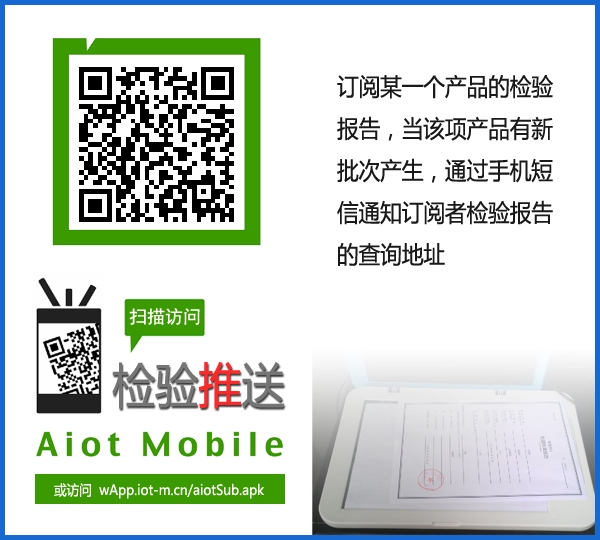 订阅某一个产品的检验
报告，当该项产品有新
批次产生，通过手机短
信通知订阅者检验报告
的查询地址
扫描访问
检验推送
Aiot Mobile
或访问 wApp.iot-m.cn/aiotSub.apk